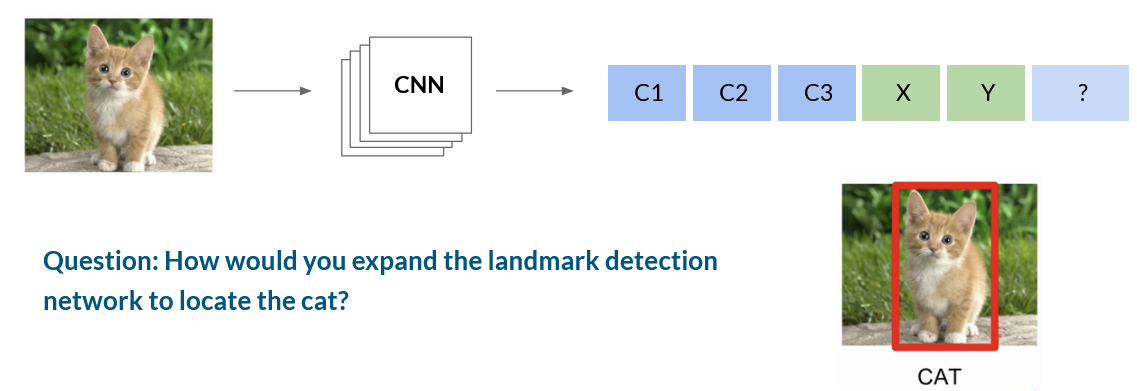 CNN
C1 C2 C3 X Y ?
Question: How would you expand the landmark detection
network to locate the cat?
CAT